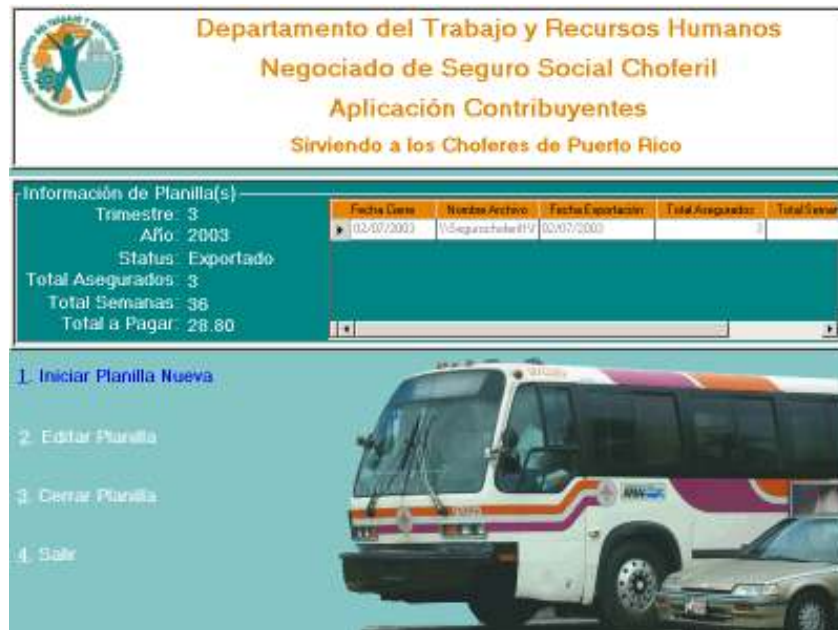 Departamento del Trabajo y Recursos Humanos
Negociado de Seguro Social Choferil
Aplicación Contribuyentes
Sirviendo a los Choferes de Puerto Rico
Información de Planilla(s)
Trimestre: 3
Año: 2003
Status: Exportado
Total Asegurados: 3
Total Semanas: 36
Total a Pagar: 28.80
Fecha Cierre Nombre Archivo Fecha Exportación Total Asegurados Total Seman
02/07/2003 02/07/2003 3
1. Iniciar Planilla Nueva
2. Editar Planilla
3. Cerrar Planilla
4. Salir